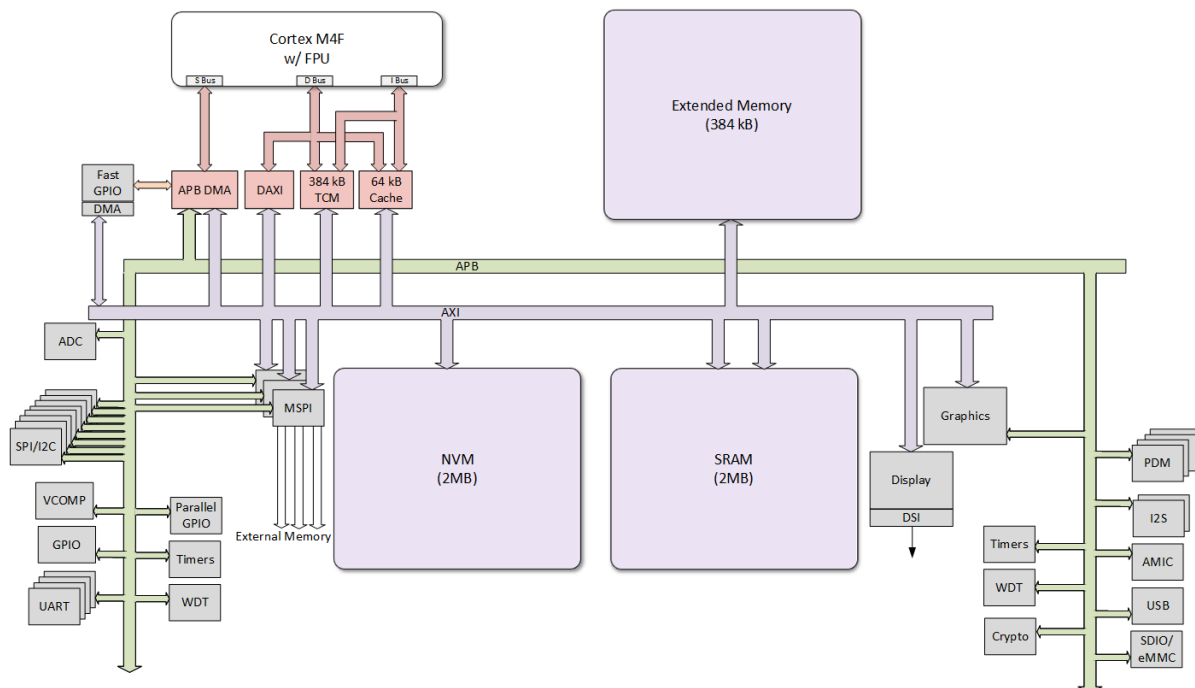 Cortex M4F
w/ FPU
S Bus
D Bus
I Bus
Extended Memory
(384 kB)
Fast
GPIO
DMA
APB DMA
DAXI
384 kB
TCM
64 kB
Cache
APB
AXI
ADC
MSPI
SPI/I2C
NVM
(2MB)
SRAM
(2MB)
Graphics
Display
DSI
PDM
VCOMP
Parallel
GPIO
External Memory
I2S
GPIO
Timers
Timers
AMIC
UART
WDT
WDT
USB
Crypto
SDIO/
eMMC